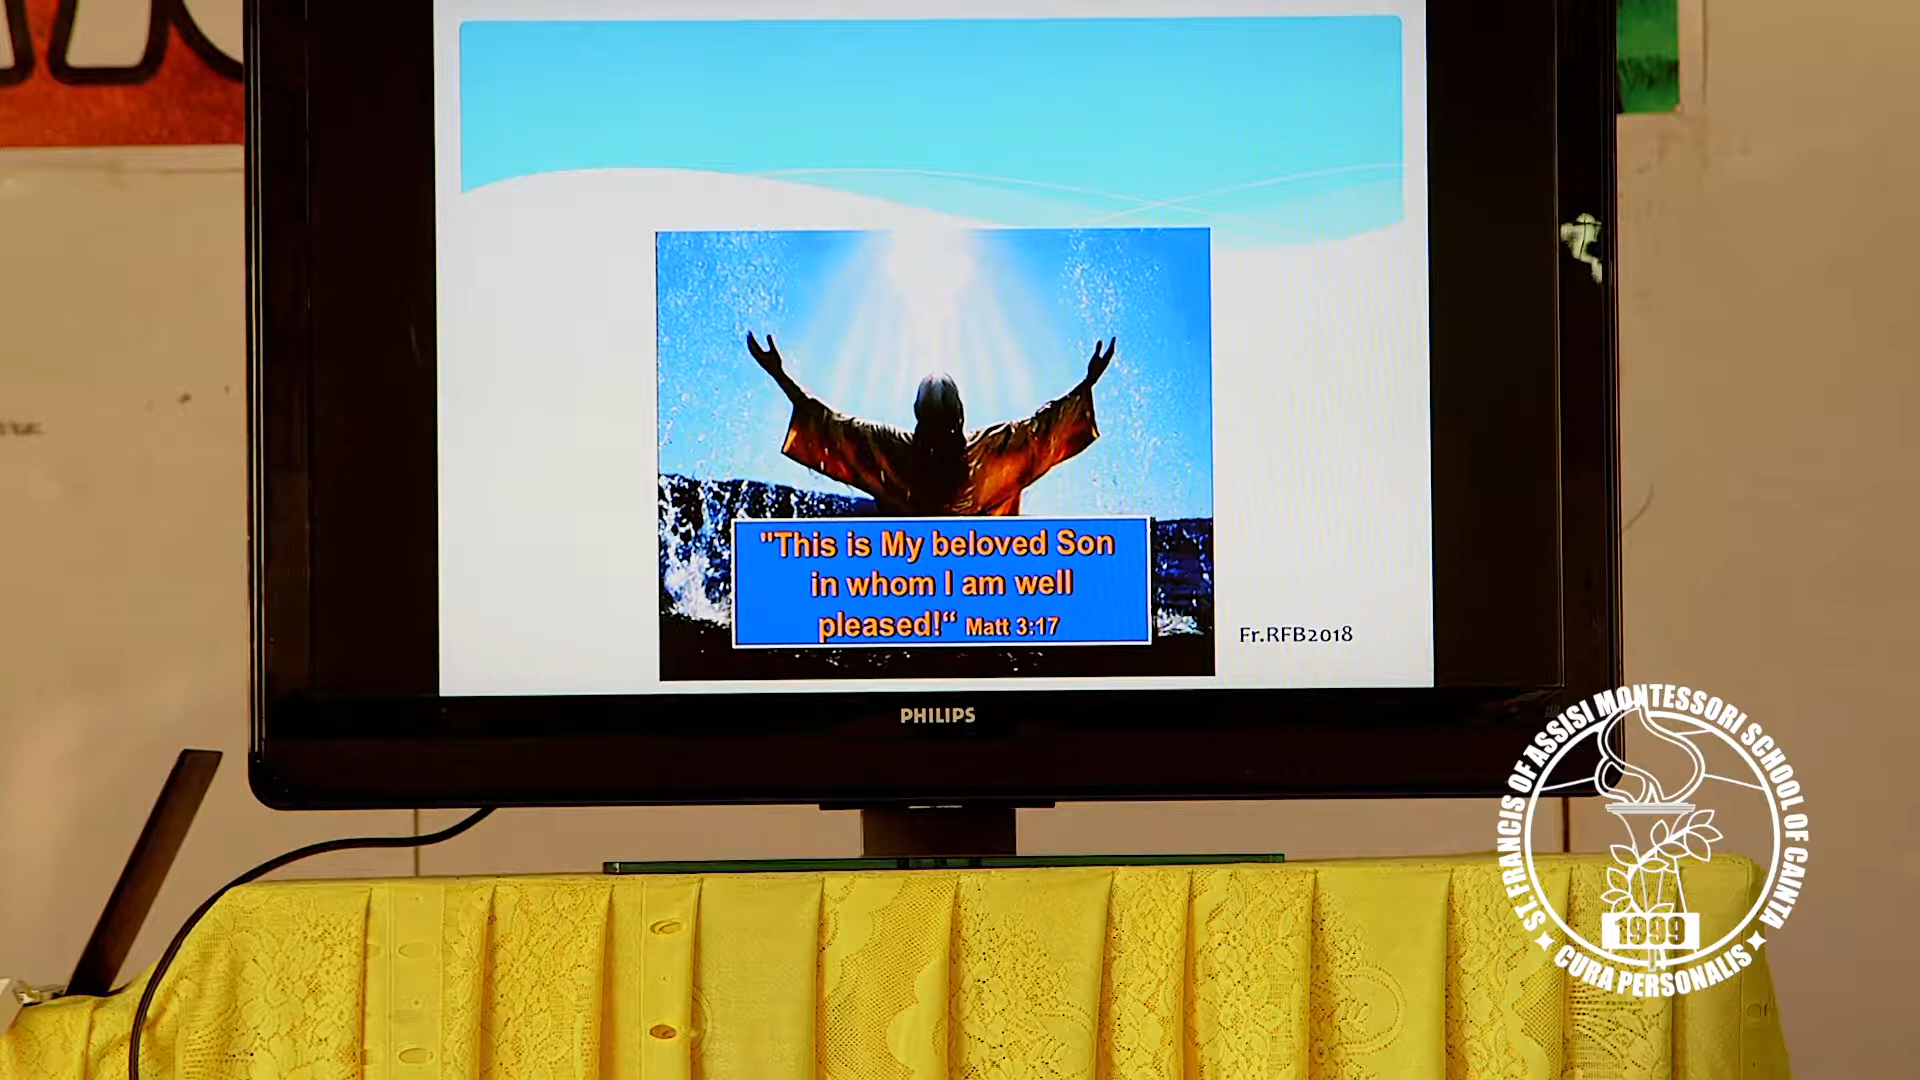 "This is My beloved Son
in whom I am well
pleased!“ Matt 3:17
Fr.RFB2018
PHILIPS
ST. FRANCIS OF ASSISI MONTESSORI SCHOOL OF CAINTA
1999
CURA PERSONALIS